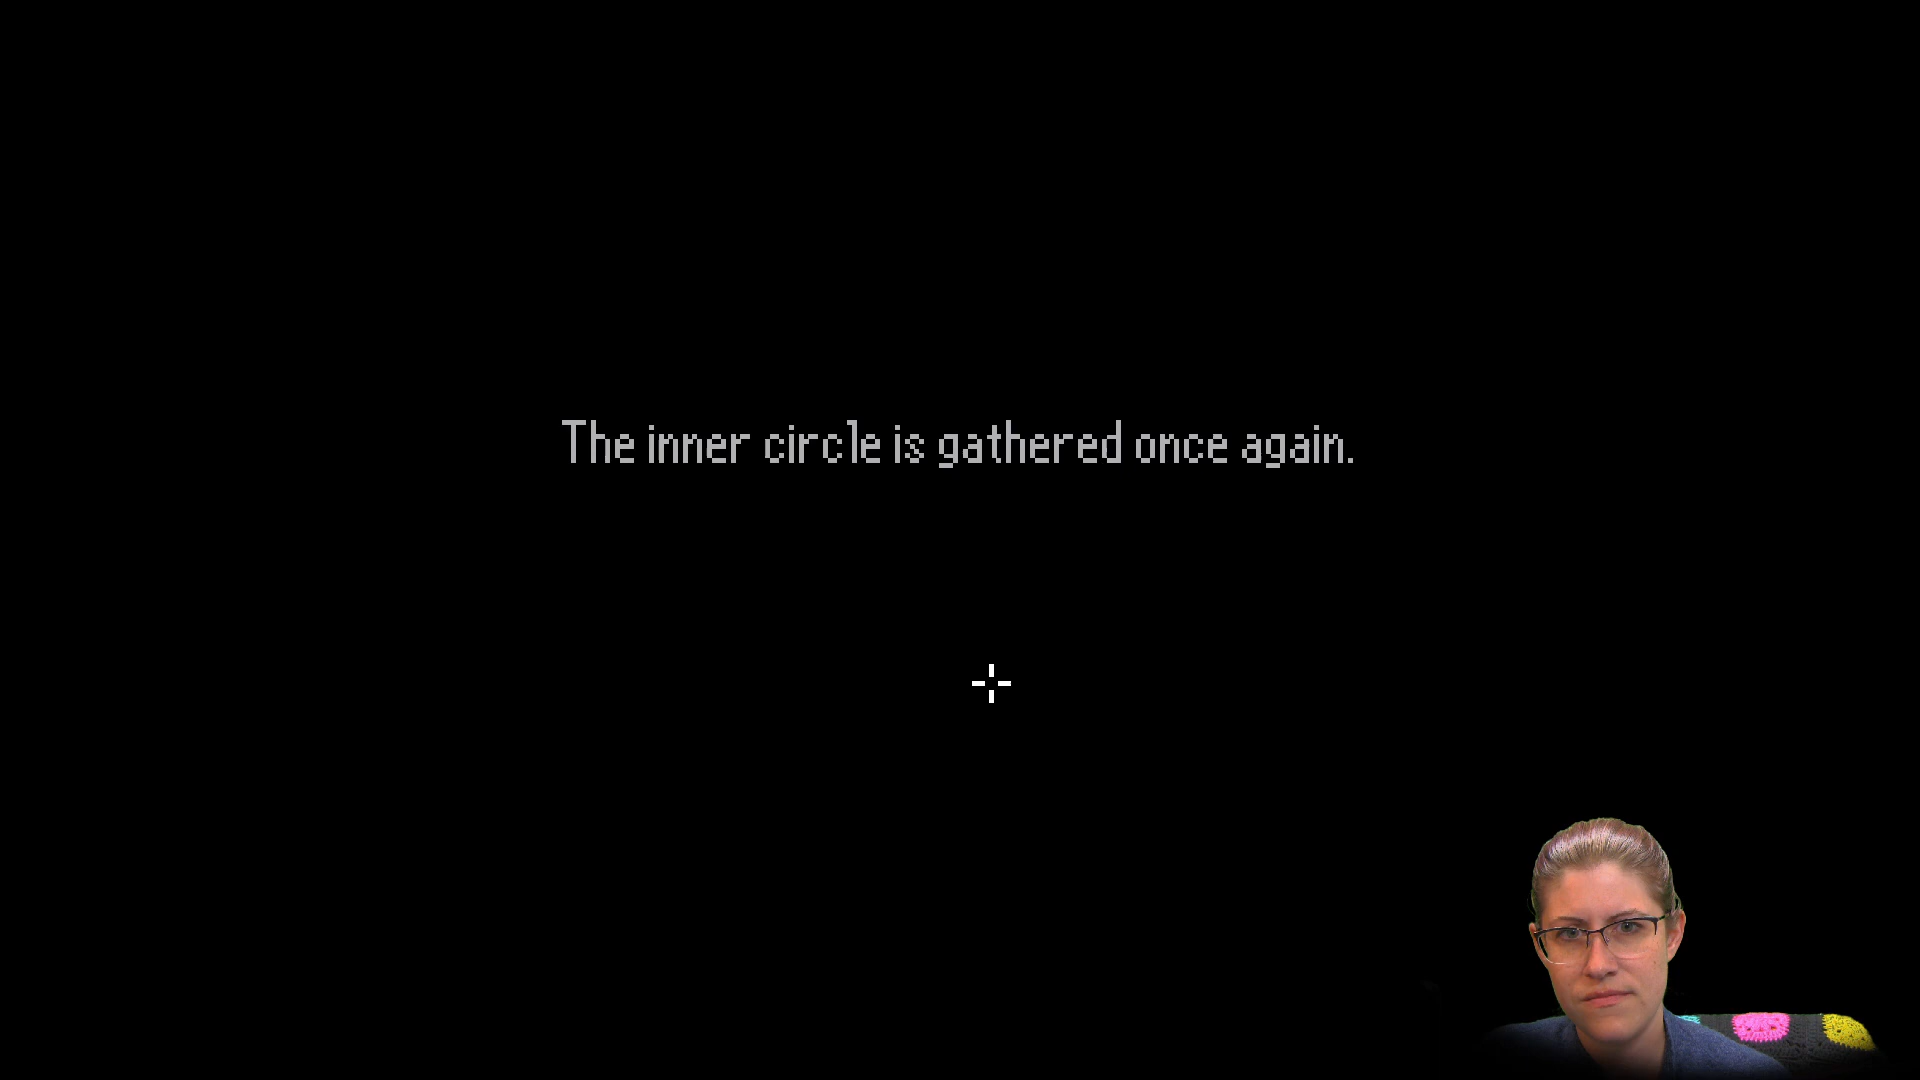 The inner circle is gathered once again.